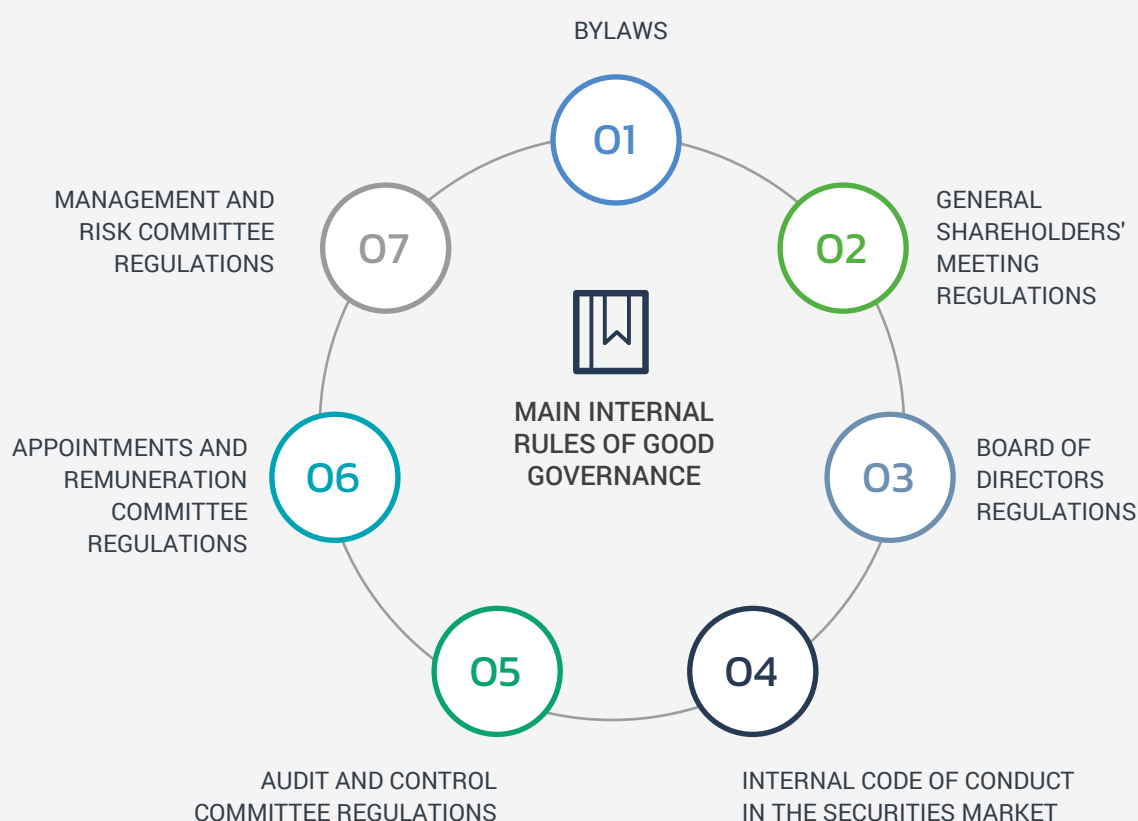 BYLAWS
01
02
GENERAL
SHAREHOLDERS'
MEETING
REGULATIONS
03
BOARD OF
DIRECTORS
REGULATIONS
04
INTERNAL CODE OF CONDUCT
IN THE SECURITIES MARKET
05
AUDIT AND CONTROL
COMMITTEE REGULATIONS
06
APPOINTMENTS AND
REMUNERATION
COMMITTEE
REGULATIONS
07
MANAGEMENT AND
RISK COMMITTEE
REGULATIONS
MAIN INTERNAL
RULES OF GOOD
GOVERNANCE